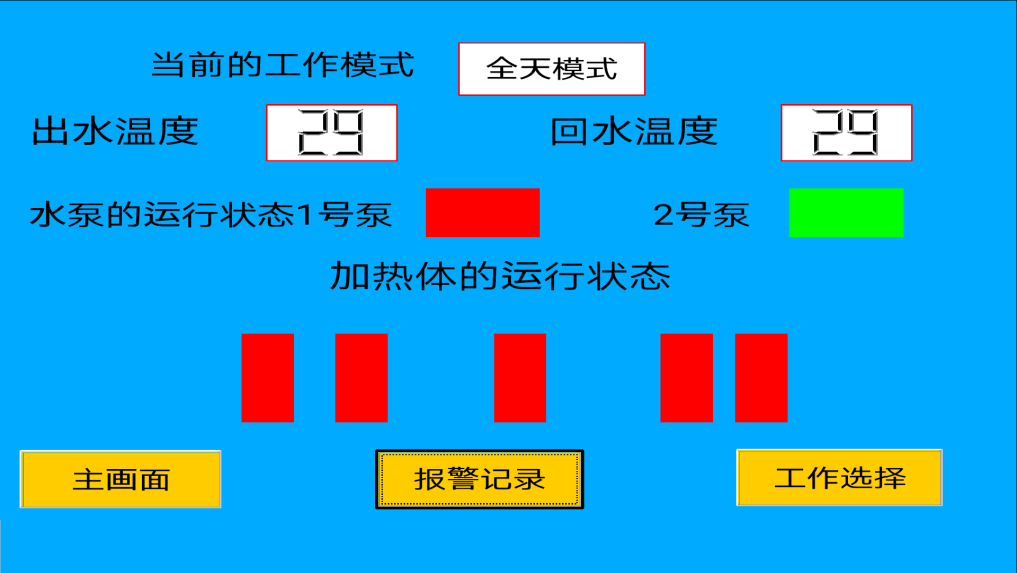 当前的工作模式 全天模式
出水温度 29 回水温度 29
水泵的运行状态1号泵 2号泵
加热体的运行状态
主画面 报警记录 工作选择